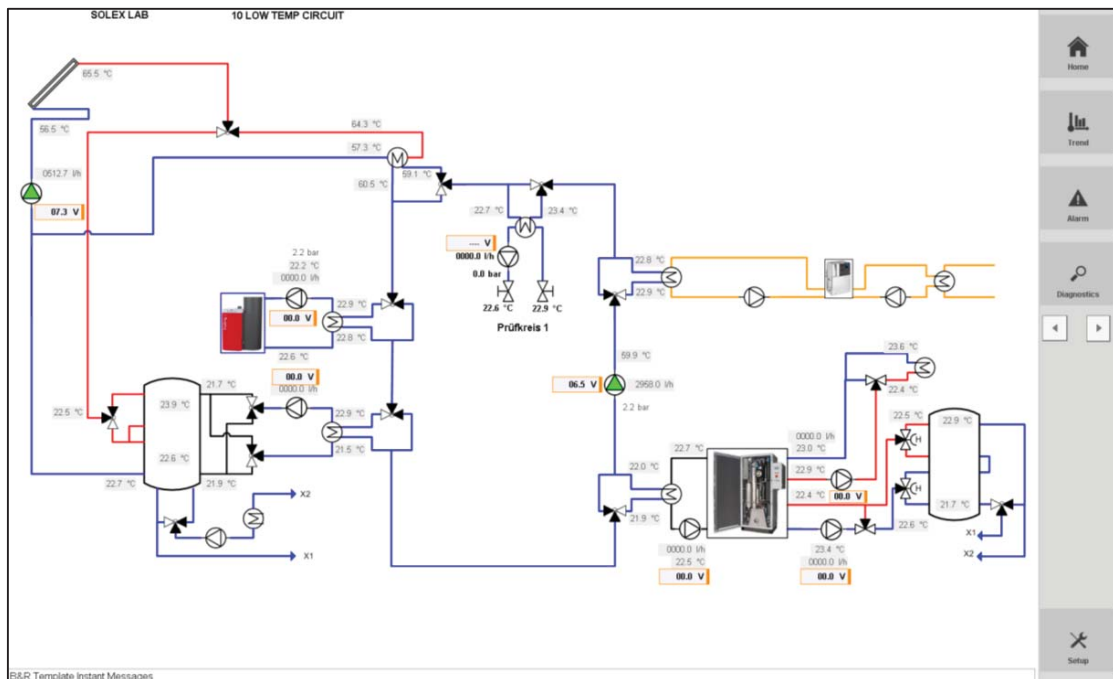 SOLEX LAB 10 LOW TEMP CIRCUIT
65.5 °C
56.5 °C
0512.7 l/h
07.3 V
64.3 °C
57.3 °C
59.1 °C
60.5 °C
22.7 °C
23.4 °C
---- V
0000.0 l/h
0.0 bar
22.6 °C
22.9 °C
Prüfkreis 1
2.2 bar
22.2 °C
0000.0 l/h
00.0 V
22.9 °C
22.8 °C
22.6 °C
00.0 V
0000.0 l/h
22.9 °C
21.5 °C
21.7 °C
22.5 °C
23.9 °C
22.6 °C
22.7 °C
21.9 °C
X2
X1
22.8 °C
22.9 °C
59.9 °C
06.5 V
2958.0 l/h
2.2 bar
22.0 °C
21.9 °C
22.7 °C
0000.0 l/h
22.5 °C
00.0 V
23.6 °C
22.4 °C
0000.0 l/h
23.0 °C
22.9 °C
22.4 °C
00.0 V
23.4 °C
0000.0 l/h
00.0 V
22.5 °C
22.6 °C
22.9 °C
21.7 °C
X1
X2
Home
Trend
Alarm
Diagnostics
Setup
B&R Template Instant Messages